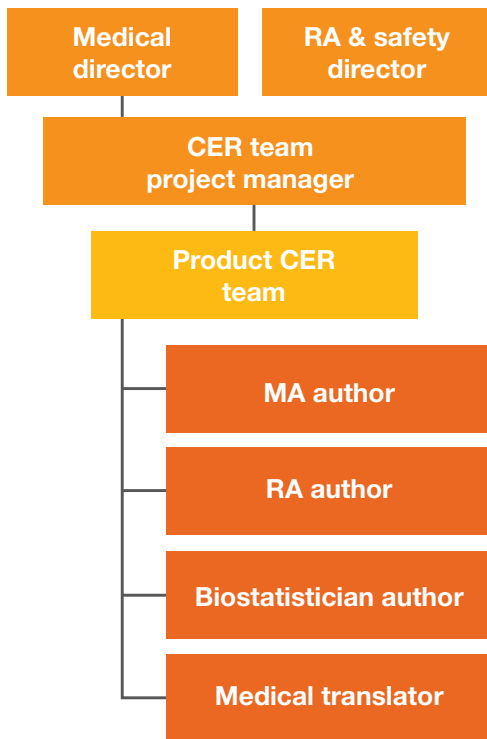 Medical
director
RA & safety
director
CER team
project manager
Product CER
team
MA author
RA author
Biostatistician author
Medical translator